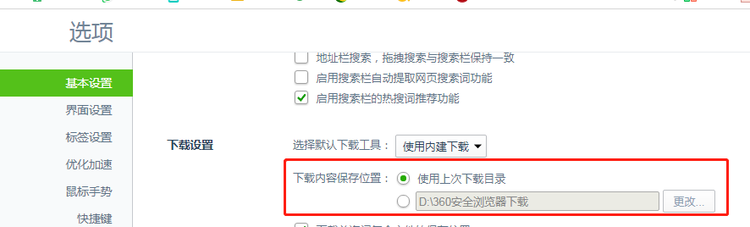 选项
地址栏搜索，拖拽搜索与搜索栏保持一致
基本设置
启用搜索栏自动提取网页搜索词功能
界面设置
启用搜索栏的热搜词推荐功能
标签设置
下载设置 选择默认下载工具： 使用内建下载
优化加速
下载内容保存位置： 使用上次下载目录
鼠标手势
D:\360安全浏览器下载 更改...
快捷键